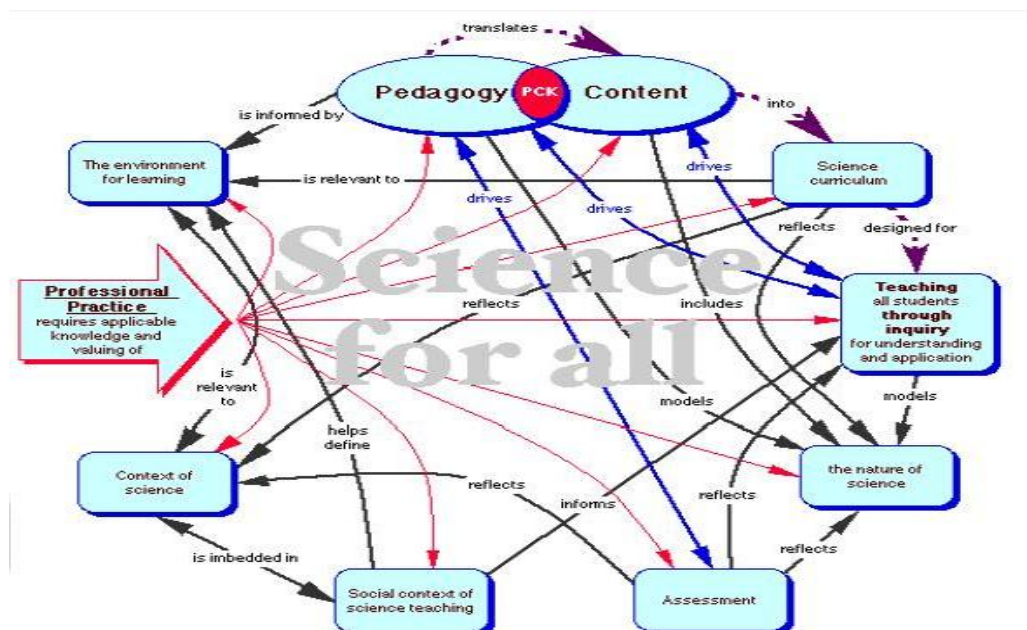 translates
Pedagogy
PCK
Content
into
is informed by
The environment
for learning
is relevant to
drives
drives
drives
Science
curriculum
reflects
designed for
Science
for all
Professional
Practice
requires applicable
knowledge and
valuing of
reflects
includes
Teaching
all students
through
inquiry
for understanding
and application
is
relevant
to
models
models
helps
define
Context of
science
reflects
informs
reflects
the nature of
science
is imbedded in
reflects
Social context of
science teaching
Assessment